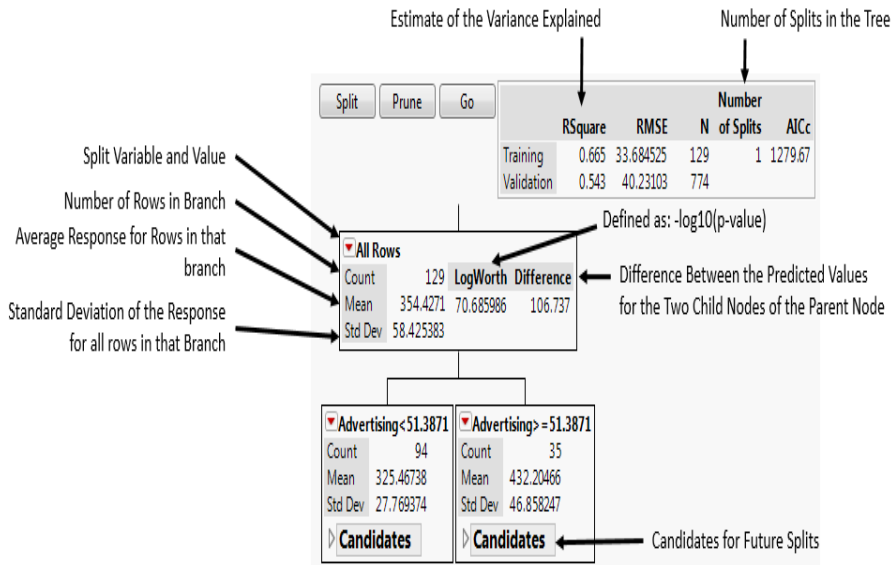 Estimate of the Variance Explained
Number of Splits in the Tree
Split
Prune
Go
Number
RSquare RMSE N of Splits AICc
Training 0.665 33.684525 129 1 1279.67
Validation 0.543 40.23103 774
Split Variable and Value
Number of Rows in Branch
Average Response for Rows in that
branch
Standard Deviation of the Response
for all rows in that Branch
Defined as: -log10(p-value)
Difference Between the Predicted Values
for the Two Child Nodes of the Parent Node
All Rows
Count 129 LogWorth Difference
Mean 354.4271 70.685986 106.737
Std Dev 58.425383
Advertising<51.3871
Count 94
Mean 325.46738
Std Dev 27.769374
Candidates
Advertising>=51.3871
Count 35
Mean 432.20466
Std Dev 46.858247
Candidates
Candidates for Future Splits